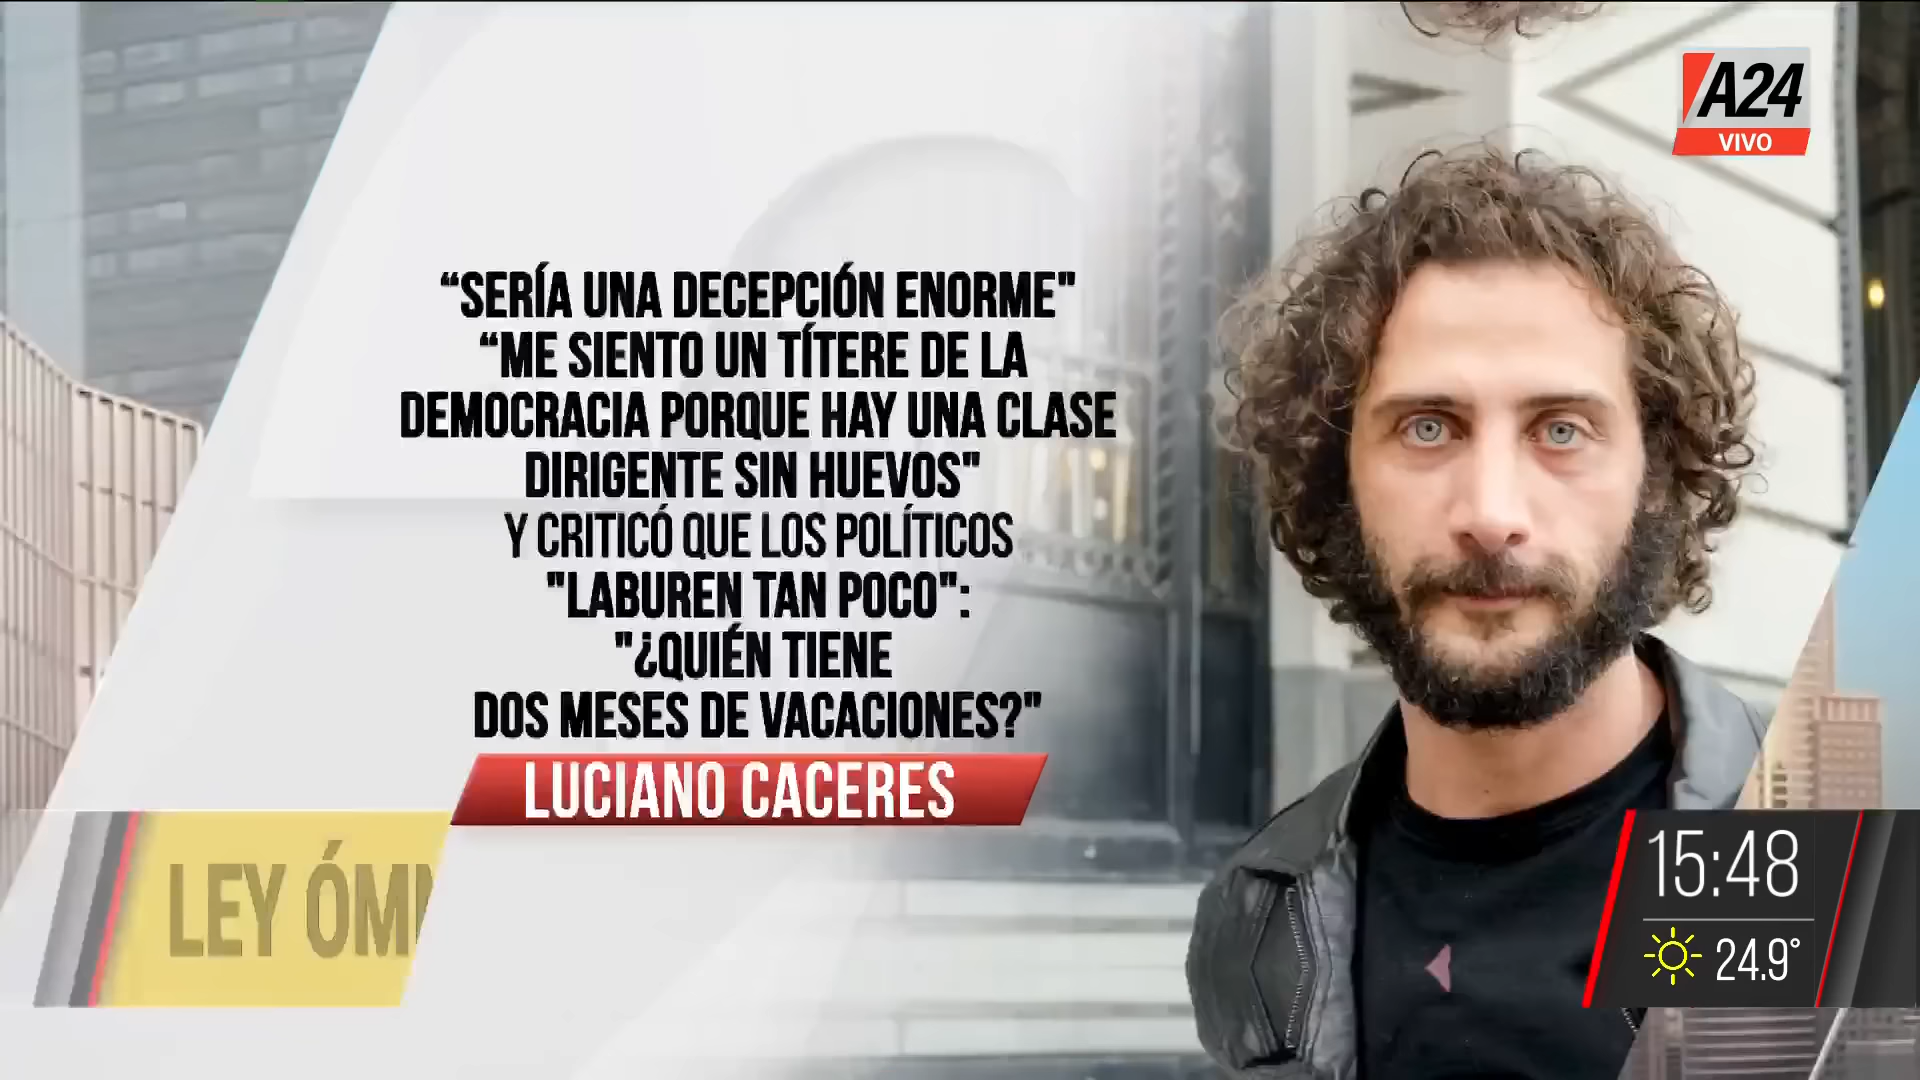 A24
VIVO
“SERÍA UNA DECEPCIÓN ENORME"
“ME SIENTO UN TÍTERE DE LA
DEMOCRACIA PORQUE HAY UNA CLASE
DIRIGENTE SIN HUEVOS"
Y CRITICÓ QUE LOS POLÍTICOS
"LABUREN TAN POCO":
"¿QUIÉN TIENE
DOS MESES DE VACACIONES?"
LUCIANO CACERES
LEY
15:48
24.9°